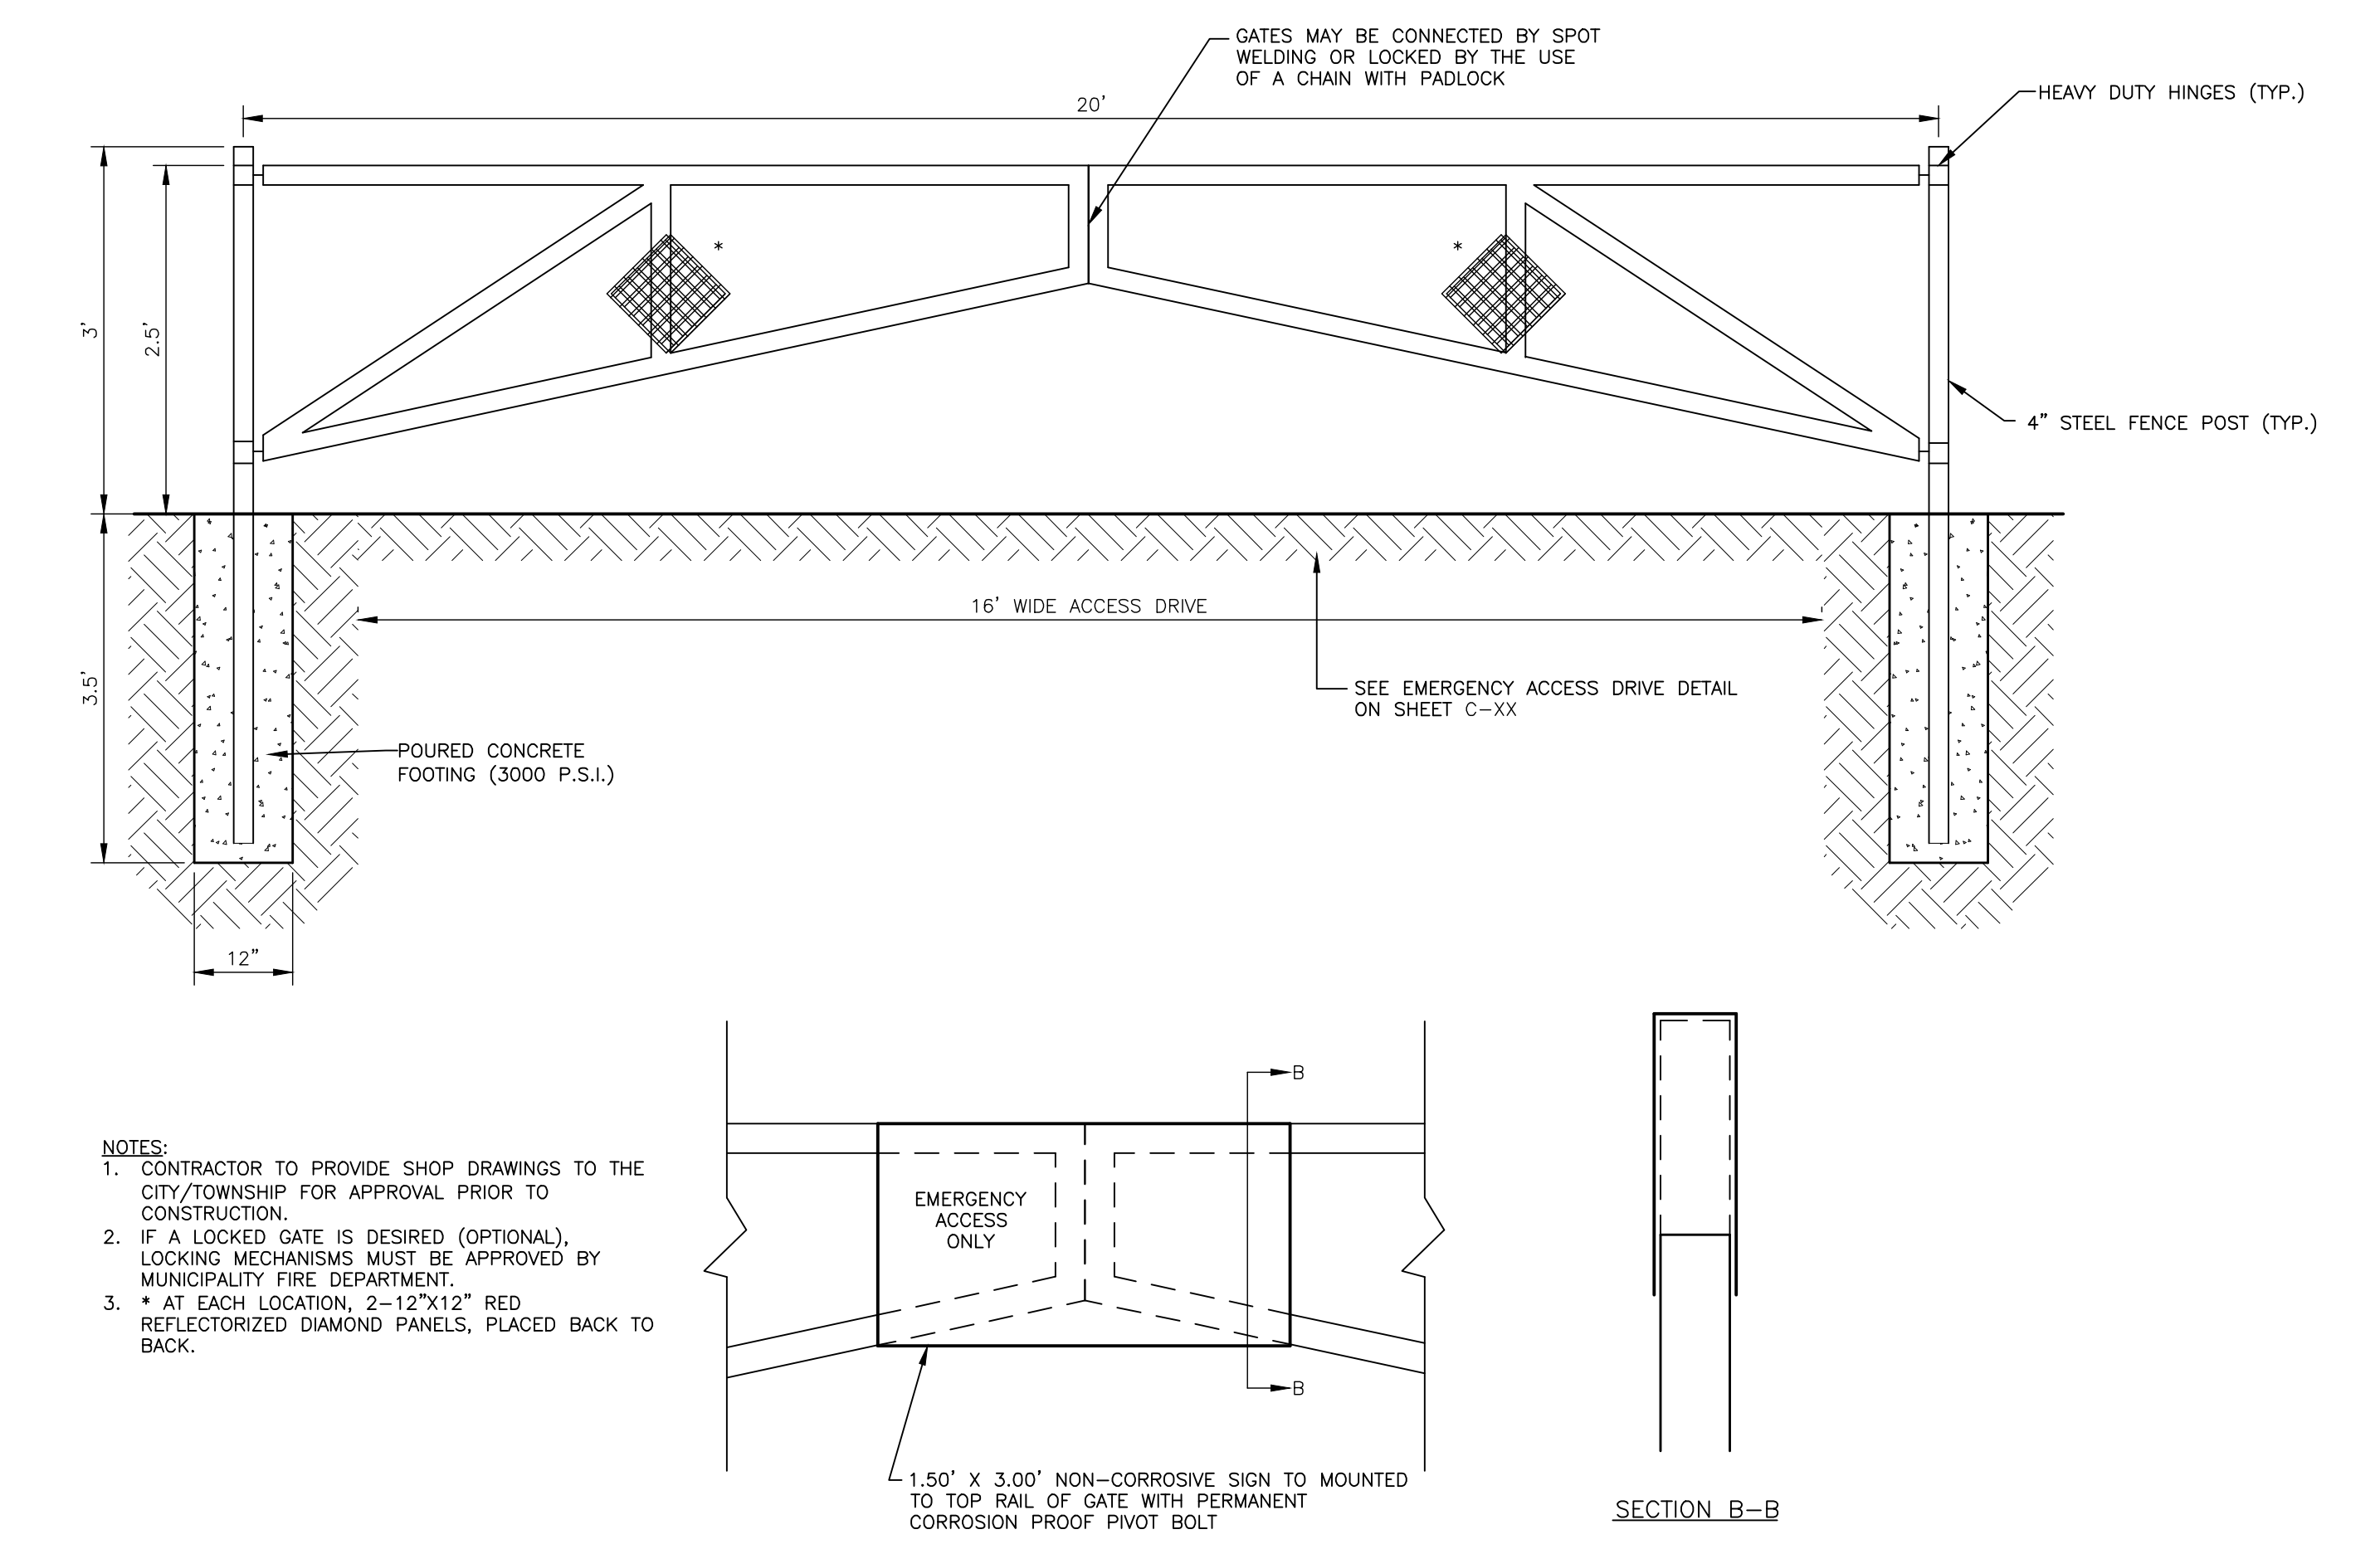 GATES MAY BE CONNECTED BY SPOT
WELDING OR LOCKED BY THE USE
OF A CHAIN WITH PADLOCK
HEAVY DUTY HINGES (TYP.)
20'
*
*
3'
2.5'
4" STEEL FENCE POST (TYP.)
16' WIDE ACCESS DRIVE
3.5'
SEE EMERGENCY ACCESS DRIVE DETAIL
ON SHEET C-XX
POURED CONCRETE
FOOTING (3000 P.S.I.)
12"
NOTES:
1. CONTRACTOR TO PROVIDE SHOP DRAWINGS TO THE
CITY/TOWNSHIP FOR APPROVAL PRIOR TO
CONSTRUCTION.
2. IF A LOCKED GATE IS DESIRED (OPTIONAL),
LOCKING MECHANISMS MUST BE APPROVED BY
MUNICIPALITY FIRE DEPARTMENT.
3. * AT EACH LOCATION, 2-12"X12" RED
REFLECTORIZED DIAMOND PANELS, PLACED BACK TO
BACK.
B
EMERGENCY
ACCESS
ONLY
B
1.50' X 3.00' NON-CORROSIVE SIGN TO MOUNTED
TO TOP RAIL OF GATE WITH PERMANENT
CORROSION PROOF PIVOT BOLT
SECTION B-B